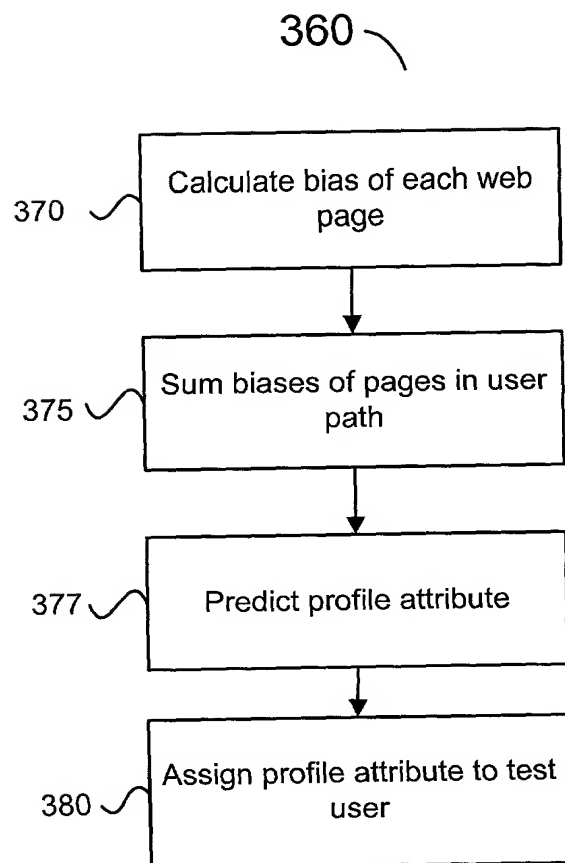 360
370
Calculate bias of each web
page
375
Sum biases of pages in user
path
377
Predict profile attribute
380
Assign profile attribute to test
user